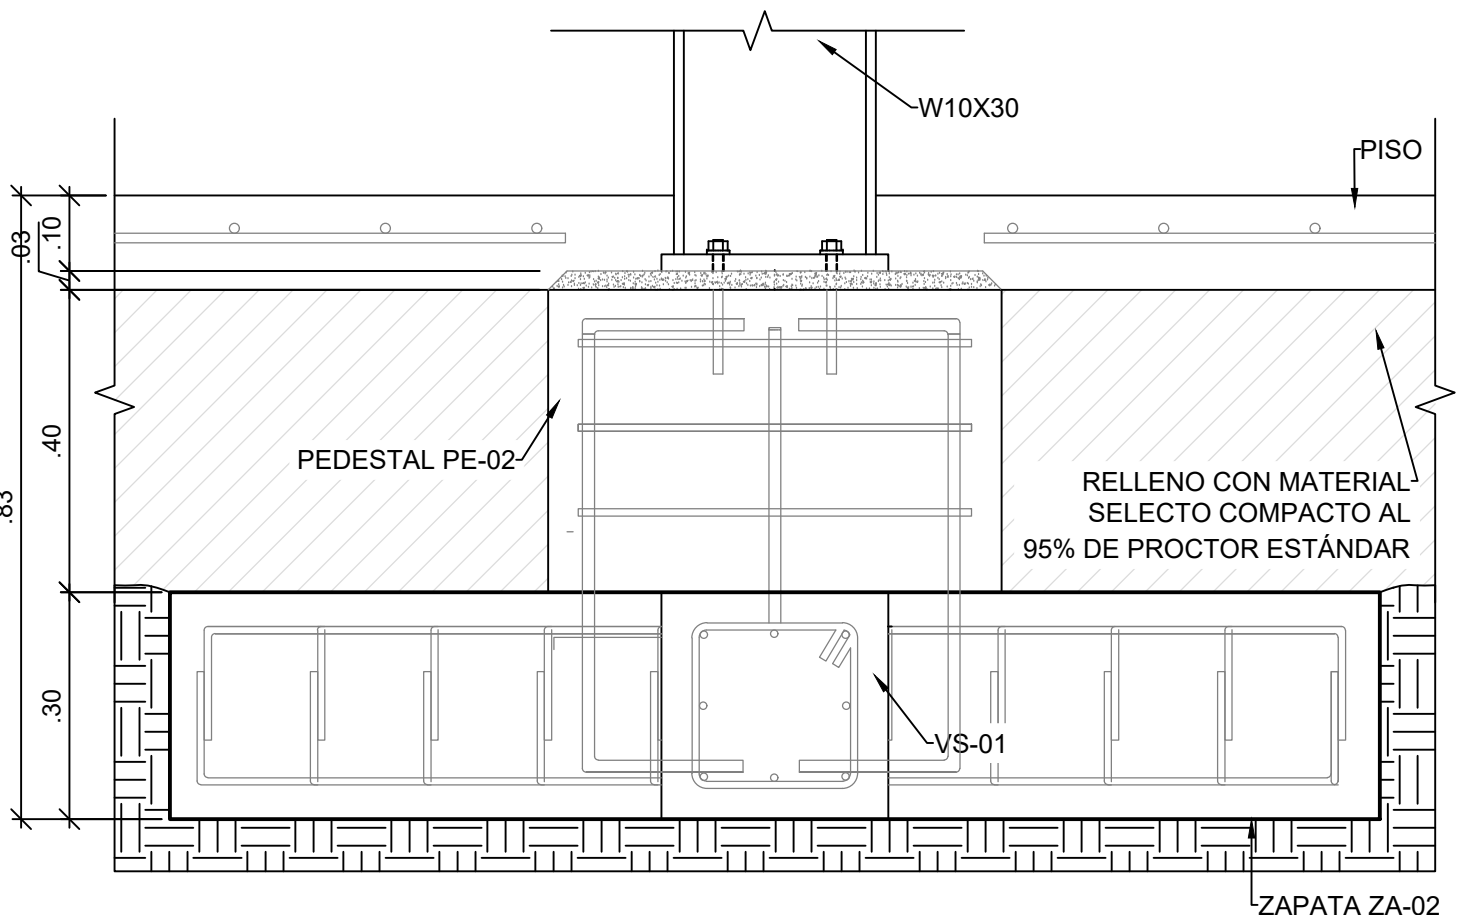 W10X30
PISO
.10
.03
.40
.83
PEDESTAL PE-02
RELLENO CON MATERIAL
SELECTO COMPACTO AL
95% DE PROCTOR ESTÁNDAR
.30
VS-01
ZAPATA ZA-02